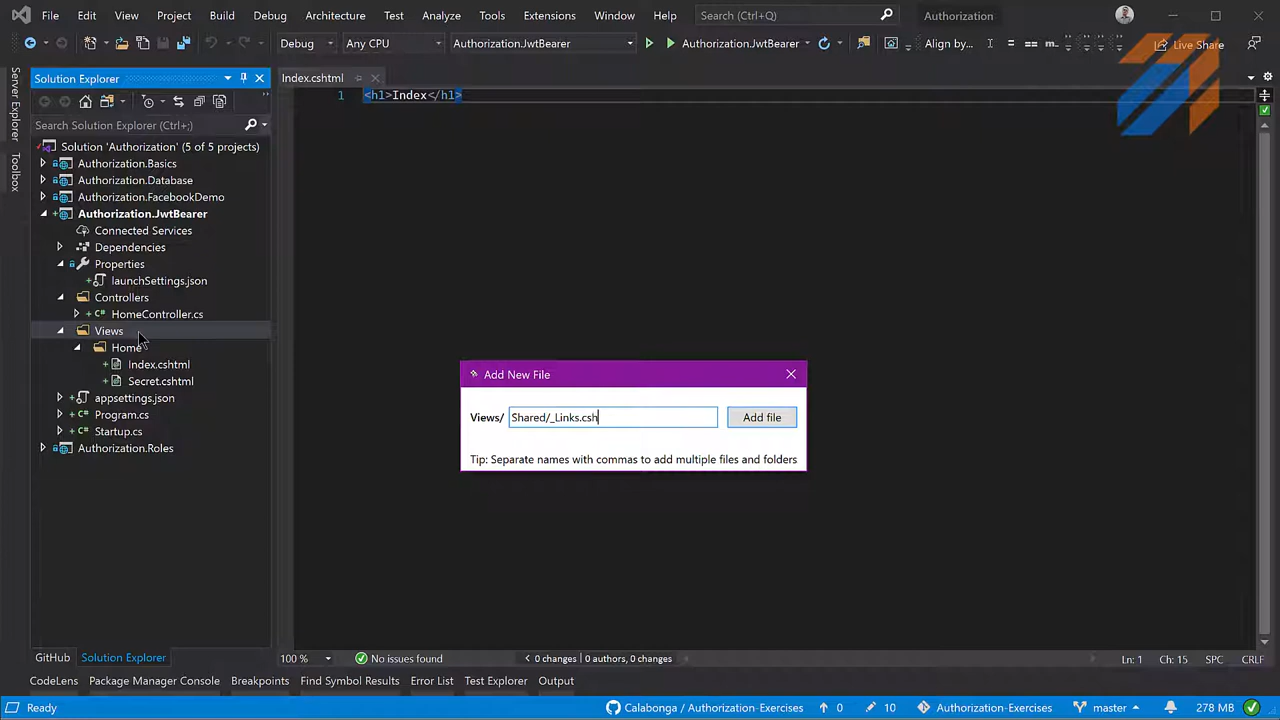 File Edit View Project Build Debug Architecture Test Analyze Tools Extensions Window Help Search (Ctrl+Q) Authorization
Debug Any CPU Authorization.JwtBearer Authorization.JwtBearer Align by... Live Share
Server Explorer
Toolbox
Solution Explorer
Search Solution Explorer (Ctrl+;)
Solution 'Authorization' (5 of 5 projects)
Authorization.Basics
Authorization.Database
Authorization.FacebookDemo
Authorization.JwtBearer
Connected Services
Dependencies
Properties
launchSettings.json
Controllers
HomeController.cs
Views
Home
Index.cshtml
Secret.cshtml
appsettings.json
Program.cs
Startup.cs
Authorization.Roles
Index.cshtml
1 <h1>Index</h1>
Add New File
Views/ Shared/_Links.csh Add file
Tip: Separate names with commas to add multiple files and folders
GitHub Solution Explorer
100 % No issues found 0 changes | 0 authors, 0 changes Ln: 1 Ch: 15 SPC CRLF
CodeLens Package Manager Console Breakpoints Find Symbol Results Error List Test Explorer Output
Ready Calabonga / Authorization-Exercises 0 10 Authorization-Exercises master 278 MB